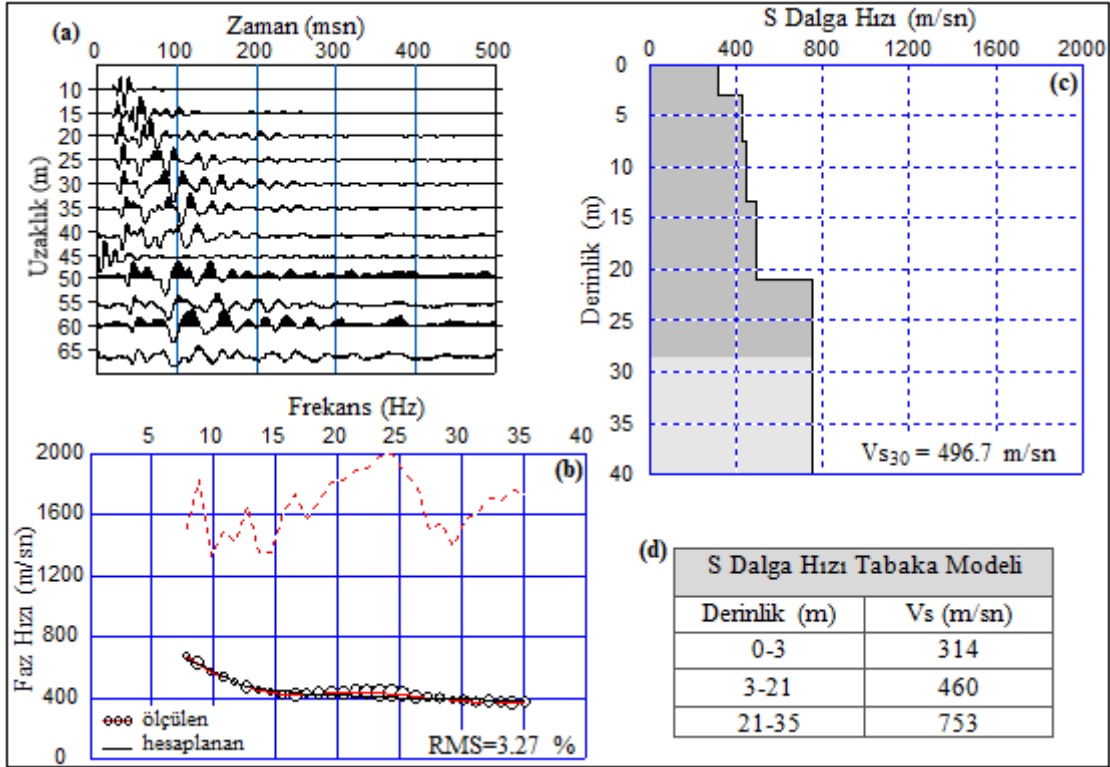 (a)
Zaman (msn)
0 100 200 300 400 500
Uzaklık (m)
10
15
20
25
30
35
40
45
50
55
60
65
S Dalga Hızı (m/sn)
0 400 800 1200 1600 2000
(c)
Derinlik (m)
0
5
10
15
20
25
30
35
40
Vs30 = 496.7 m/sn
Frekans (Hz)
5 10 15 20 25 30 35 40
(b)
Faz Hızı (m/sn)
2000
1600
1200
800
400
0
ölçülen
hesaplanan
RMS=3.27 %
(d)
S Dalga Hızı Tabaka Modeli
Derinlik (m) Vs (m/sn)
0-3 314
3-21 460
21-35 753